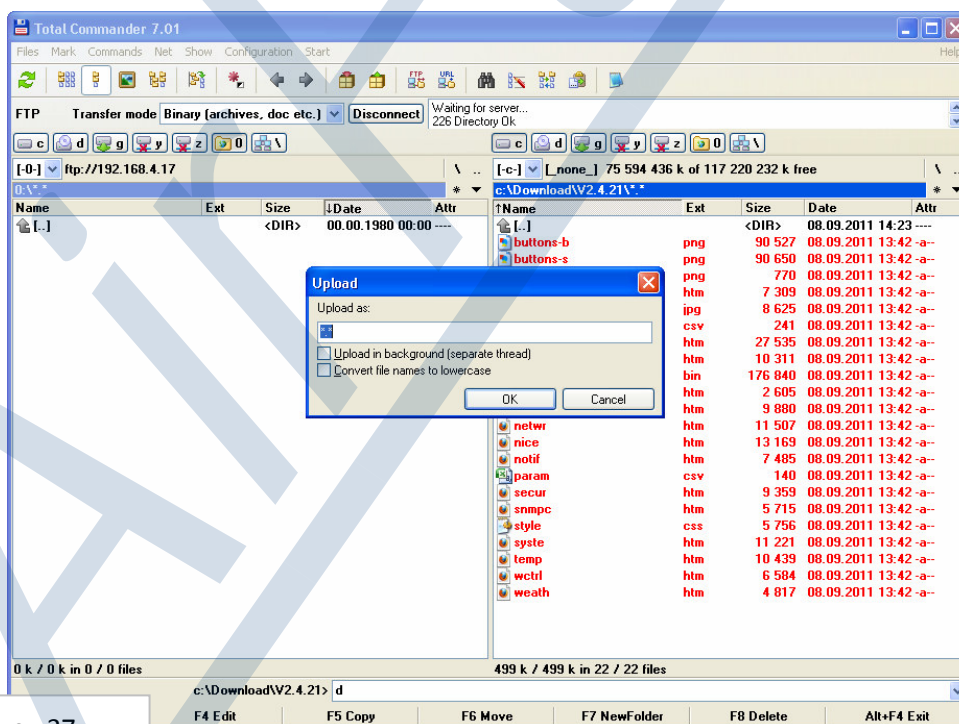 Total Commander 7.01
Files Mark Commands Net Show Configuration Start Help
FTP URL
FTP Transfer mode Binary (archives, doc etc.) Disconnect Waiting for server...
226 Directory Ok
c d g y z 0 \ c d g y z 0 \
[-0-] ftp://192.168.4.17 \ .. [-c-] [_none_] 75 594 436 k of 117 220 232 k free \ ..
0:\*.* * ▼ c:\Download\V2.4.21\*.* * ▼
Name Ext Size ↓Date Attr ↑Name Ext Size Date Attr
[..] <DIR> 00.00.1980 00:00 ---- [..] <DIR> 08.09.2011 14:23 ----
buttons-b png 90 527 08.09.2011 13:42 -a--
buttons-s png 90 650 08.09.2011 13:42 -a--
png 770 08.09.2011 13:42 -a--
htm 7 309 08.09.2011 13:42 -a--
jpg 8 625 08.09.2011 13:42 -a--
csv 241 08.09.2011 13:42 -a--
htm 27 535 08.09.2011 13:42 -a--
htm 10 311 08.09.2011 13:42 -a--
bin 176 840 08.09.2011 13:42 -a--
htm 2 605 08.09.2011 13:42 -a--
htm 9 880 08.09.2011 13:42 -a--
Upload
Upload as:
*.*
Upload in background (separate thread)
Convert file names to lowercase
OK Cancel
netwr htm 11 507 08.09.2011 13:42 -a--
nice htm 13 169 08.09.2011 13:42 -a--
notif htm 7 485 08.09.2011 13:42 -a--
param csv 140 08.09.2011 13:42 -a--
secur htm 9 359 08.09.2011 13:42 -a--
snmpc htm 5 715 08.09.2011 13:42 -a--
style css 5 756 08.09.2011 13:42 -a--
syste htm 11 221 08.09.2011 13:42 -a--
temp htm 10 439 08.09.2011 13:42 -a--
wctrl htm 6 584 08.09.2011 13:42 -a--
weath htm 4 817 08.09.2011 13:42 -a--
0 k / 0 k in 0 / 0 files 499 k / 499 k in 22 / 22 files
c:\Download\V2.4.21> d
F4 Edit F5 Copy F6 Move F7 NewFolder F8 Delete Alt+F4 Exit